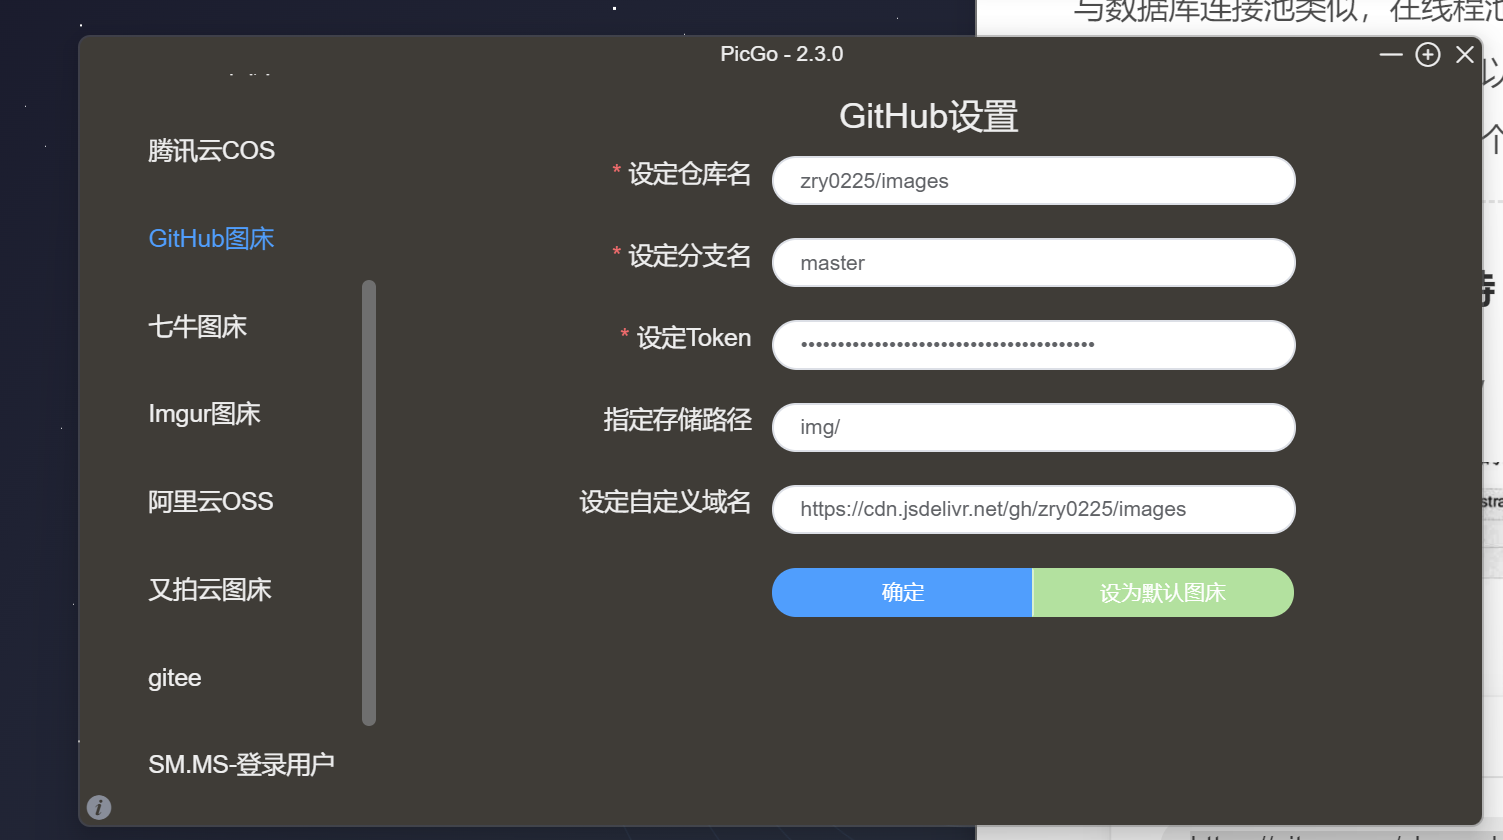 与数据库连接池类似，在线程池
PicGo - 2.3.0
以
GitHub设置
个
腾讯云COS
* 设定仓库名
zry0225/images
GitHub图床
* 设定分支名
master
七牛图床
* 设定Token
••••••••••••••••••••••••••••••••••••••••
Imgur图床
指定存储路径
img/
阿里云OSS
设定自定义域名
https://cdn.jsdelivr.net/gh/zry0225/images
又拍云图床
确定
设为默认图床
gitee
SM.MS-登录用户